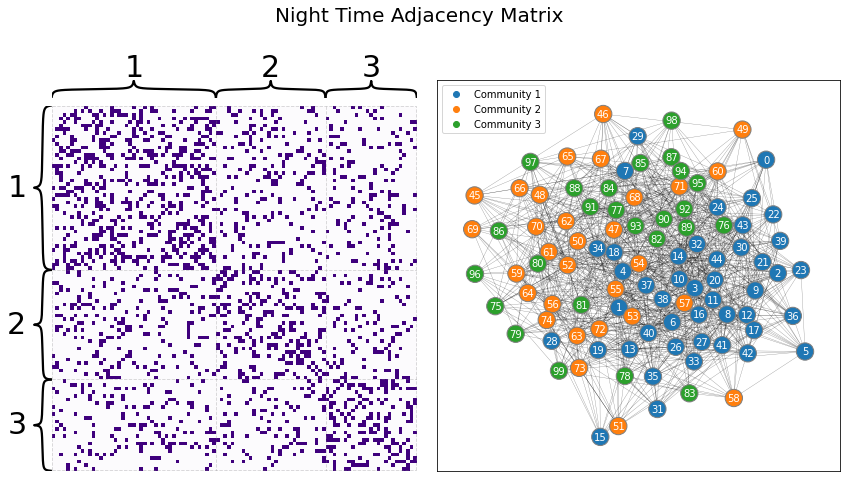 Night Time Adjacency Matrix
1 2 3
1
2
3
Community 1
Community 2
Community 3
46 98 49
29
65 67 7 85 87 0
97 94 60
45 66 48 88 84 68 71 95 25
91 77 90 92 24 22
69 86 70 62 47 93 89 76 43 39
61 50 34 18 82 32 30
96 59 80 52 4 54 14 44 21 2 23
64 55 37 10 3 20 9
75 56 81 1 38 57 11 36
79 74 72 53 6 16 8 12 17
28 63 40
19 13 26 27 41 42 5
99 73 78 35 33
83 58
31
15 51